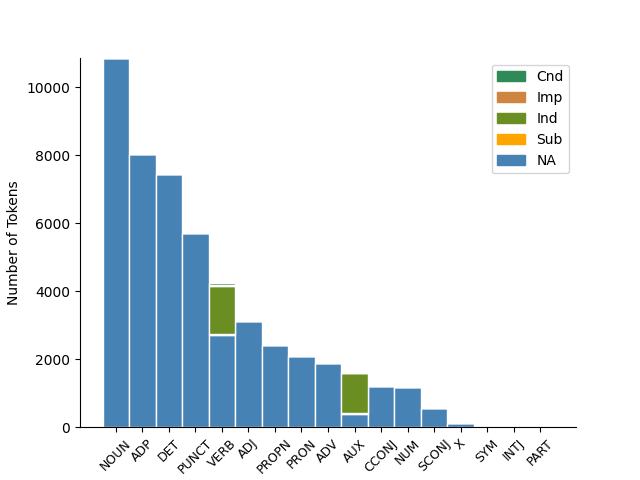 Cnd
Imp
Ind
Sub
NA
Number of Tokens
10000
8000
6000
4000
2000
0
NOUN
ADP
DET
PUNCT
VERB
ADJ
PROPN
PRON
ADV
AUX
CCONJ
NUM
SCONJ
X
SYM
INTJ
PART